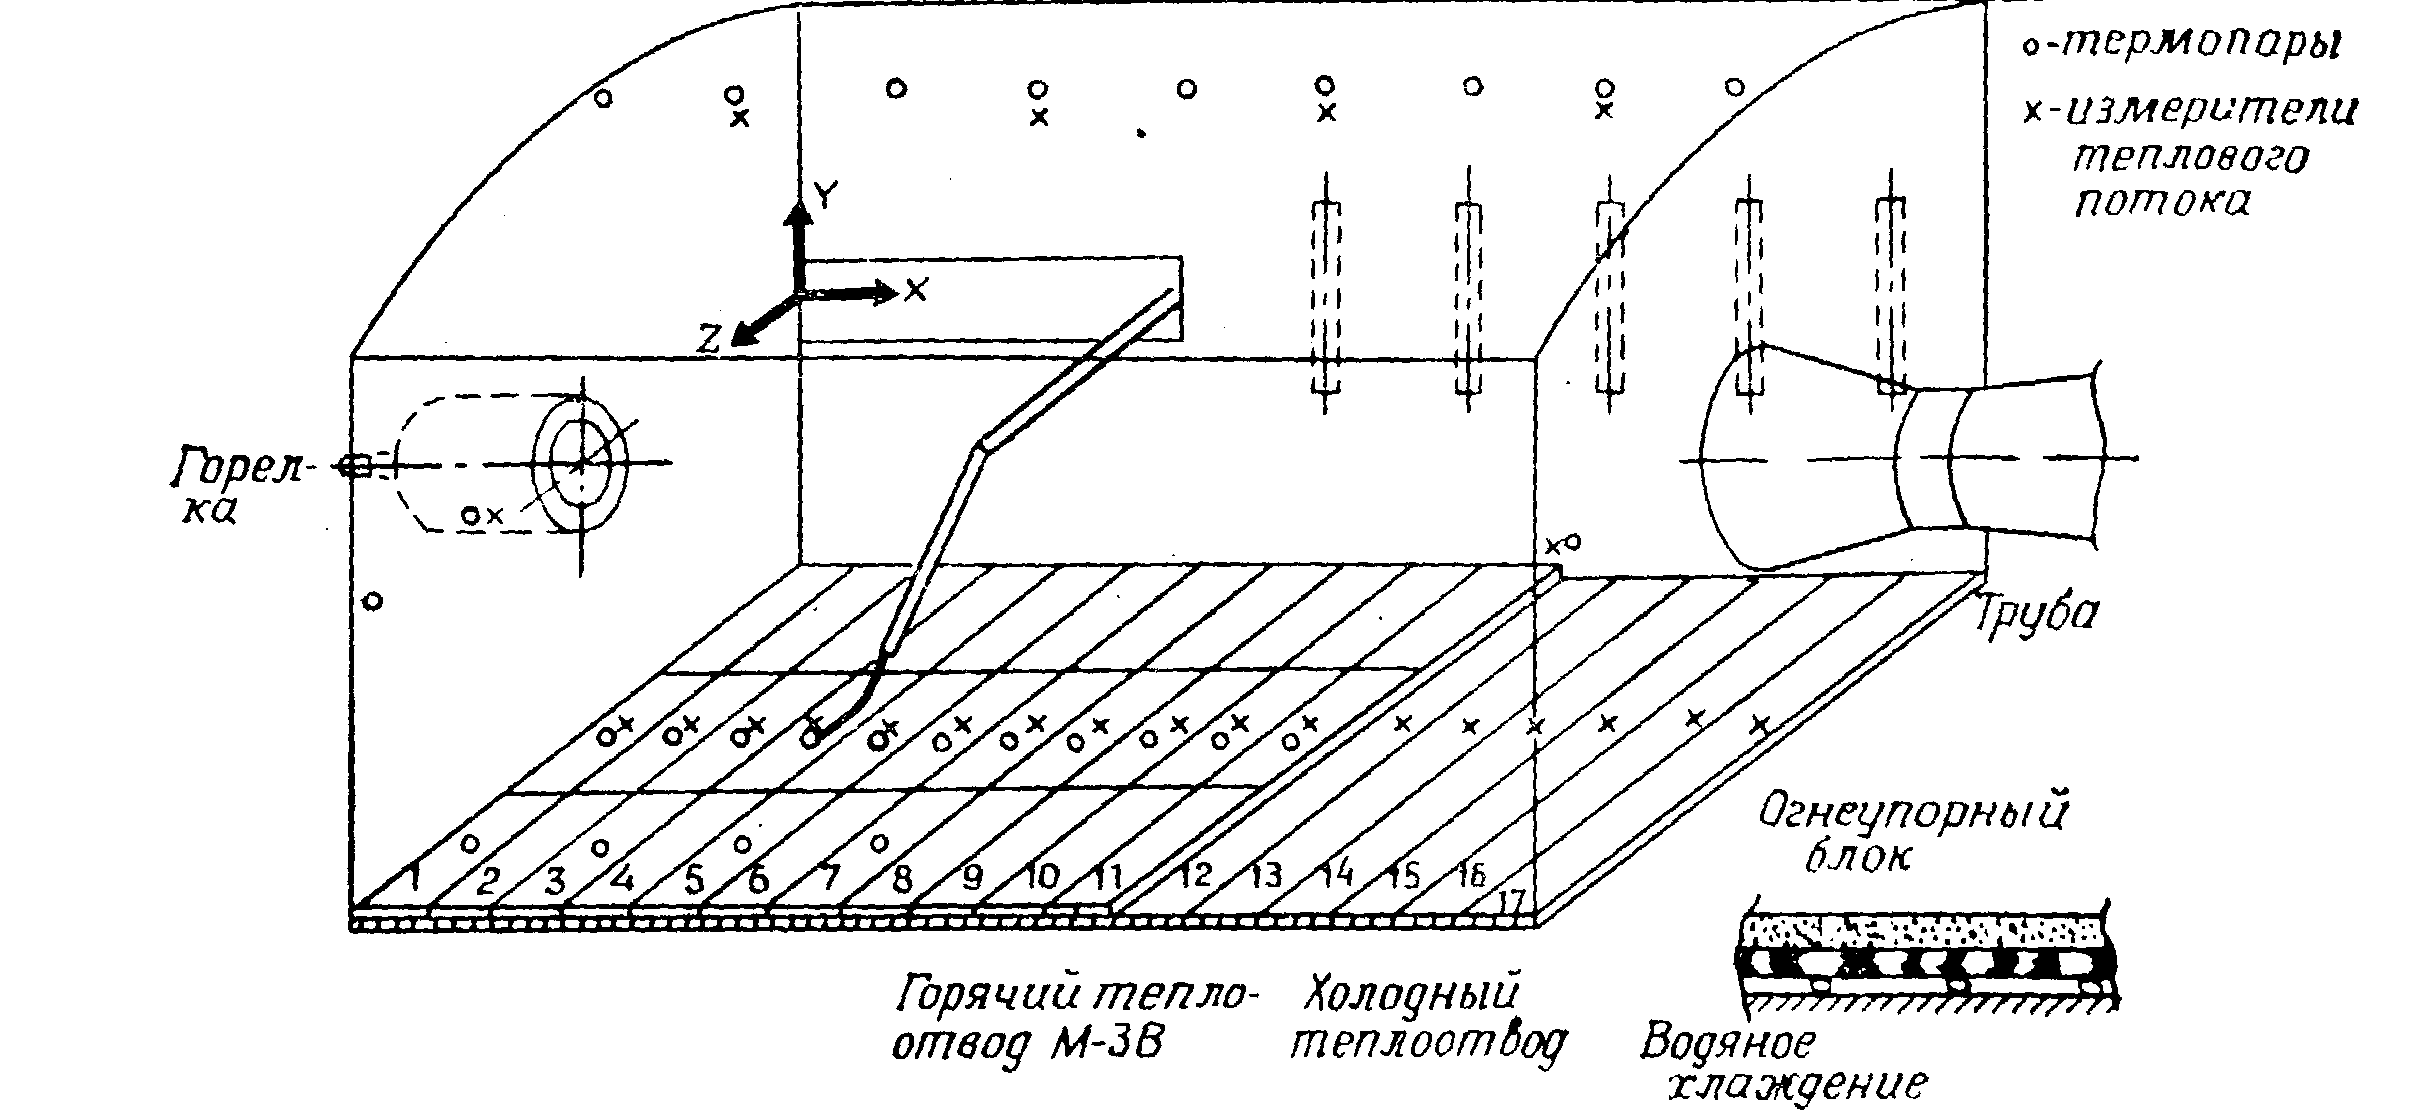 о-термопары
х-измерители
теплового
потока
Y
X
Z
Горел-
ка
Труба
Огнеупорный
блок
1 2 3 4 5 6 7 8 9 10 11 12 13 14 15 16 17
Горячий тепло-
отвод М-3В
Холодный
теплоотвод
Водяное
хлаждение